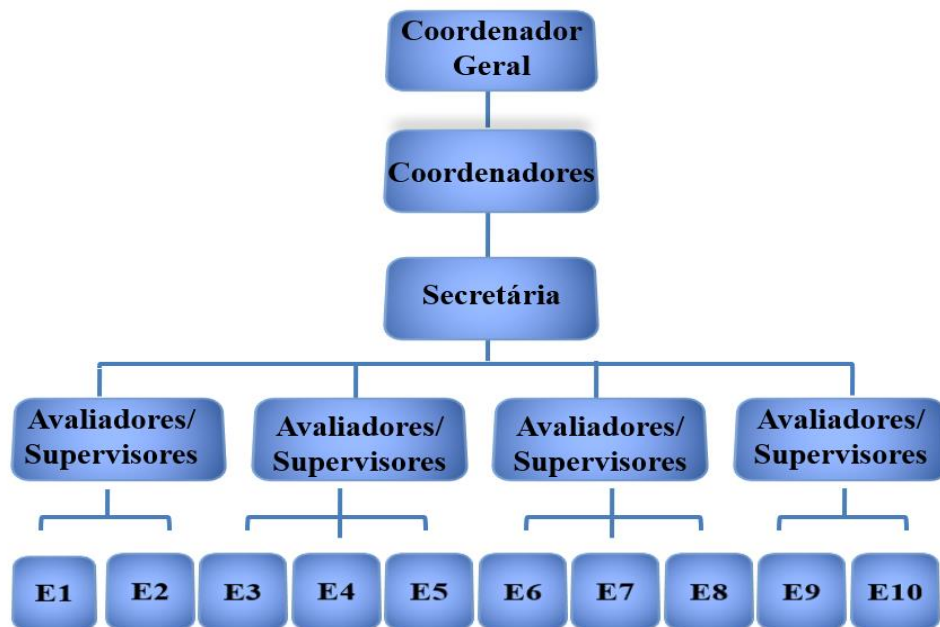 Coordenador
Geral
Coordenadores
Secretária
Avaliadores/
Supervisores
Avaliadores/
Supervisores
Avaliadores/
Supervisores
Avaliadores/
Supervisores
E1
E2
E3
E4
E5
E6
E7
E8
E9
E10